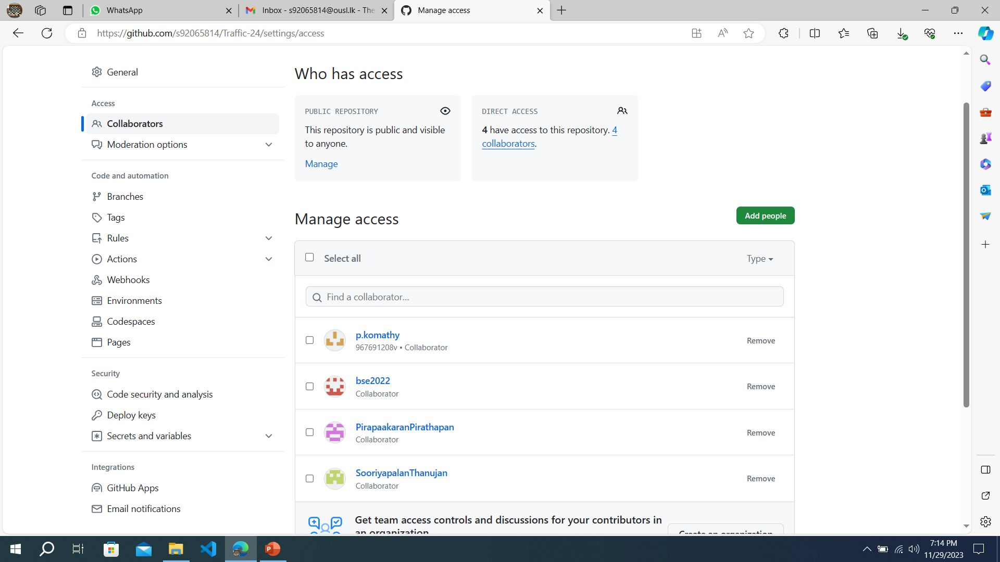 WhatsApp
Inbox - s92065814@ousl.lk - The
Manage access
https://github.com/s92065814/Traffic-24/settings/access
General
Access
Collaborators
Moderation options
Code and automation
Branches
Tags
Rules
Actions
Webhooks
Environments
Codespaces
Pages
Security
Code security and analysis
Deploy keys
Secrets and variables
Integrations
GitHub Apps
Email notifications
Who has access
PUBLIC REPOSITORY
This repository is public and visible
to anyone.
Manage
DIRECT ACCESS
4 have access to this repository. 4
collaborators.
Manage access
Add people
Select all
Type
Find a collaborator...
p.komathy
967691208v • Collaborator
Remove
bse2022
Collaborator
Remove
PirapaakaranPirathapan
Collaborator
Remove
SooriyapalanThanujan
Collaborator
Remove
Get team access controls and discussions for your contributors in
an organization
Create an organization
7:14 PM
11/29/2023